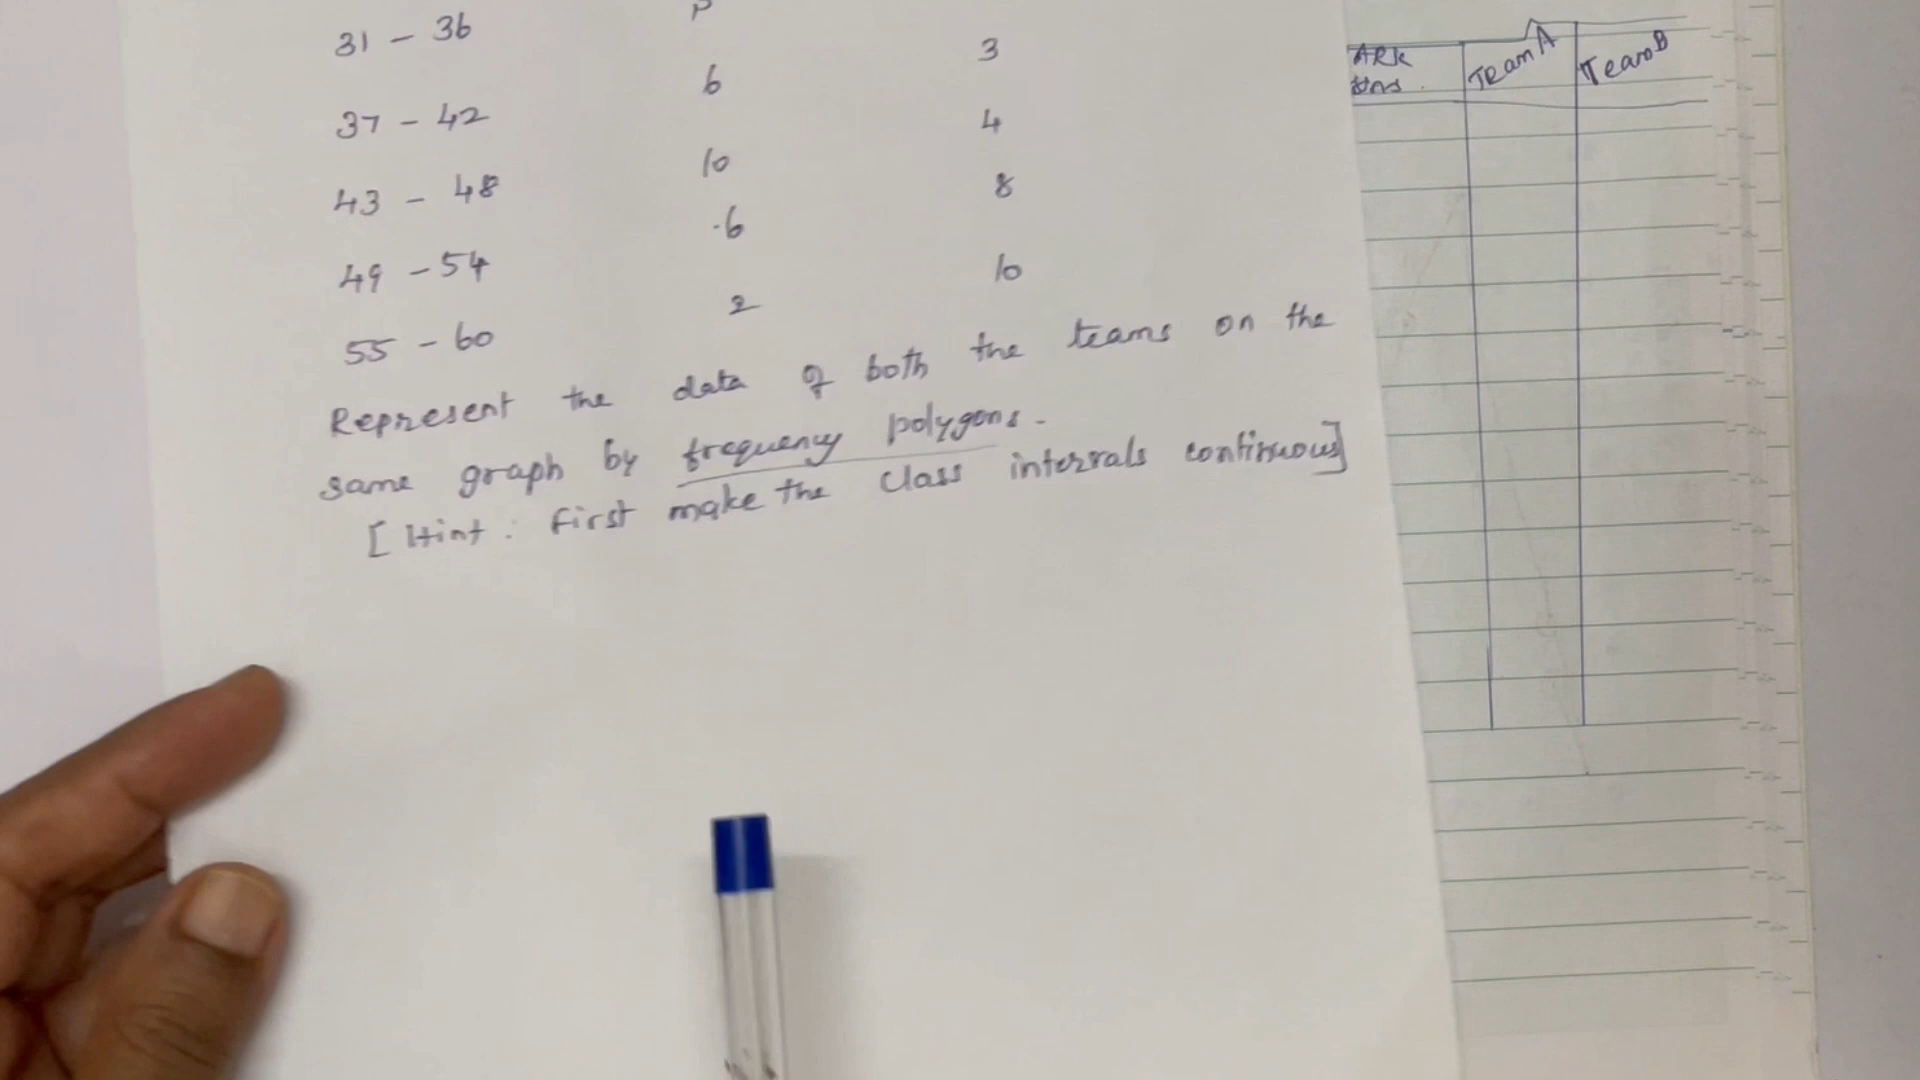 31 - 36
3
6
37 - 42
4
10
43 - 48
8
6
49 - 54
10
2
55 - 60
Represent the data of both the teams on the
same graph by frequency polygons.
[Hint : First make the class intervals continuous]
Team A Team B